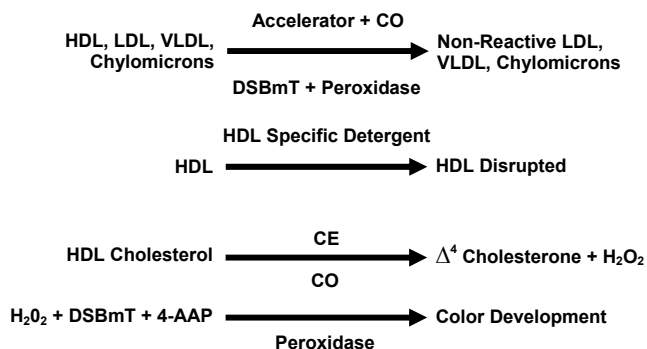 Accelerator + CO
HDL, LDL, VLDL,
Chylomicrons
Non-Reactive LDL,
VLDL, Chylomicrons
DSBmT + Peroxidase
HDL Specific Detergent
HDL
HDL Disrupted
CE
HDL Cholesterol
Δ⁴ Cholesterone + H₂O₂
CO
H₂0₂ + DSBmT + 4-AAP
Color Development
Peroxidase